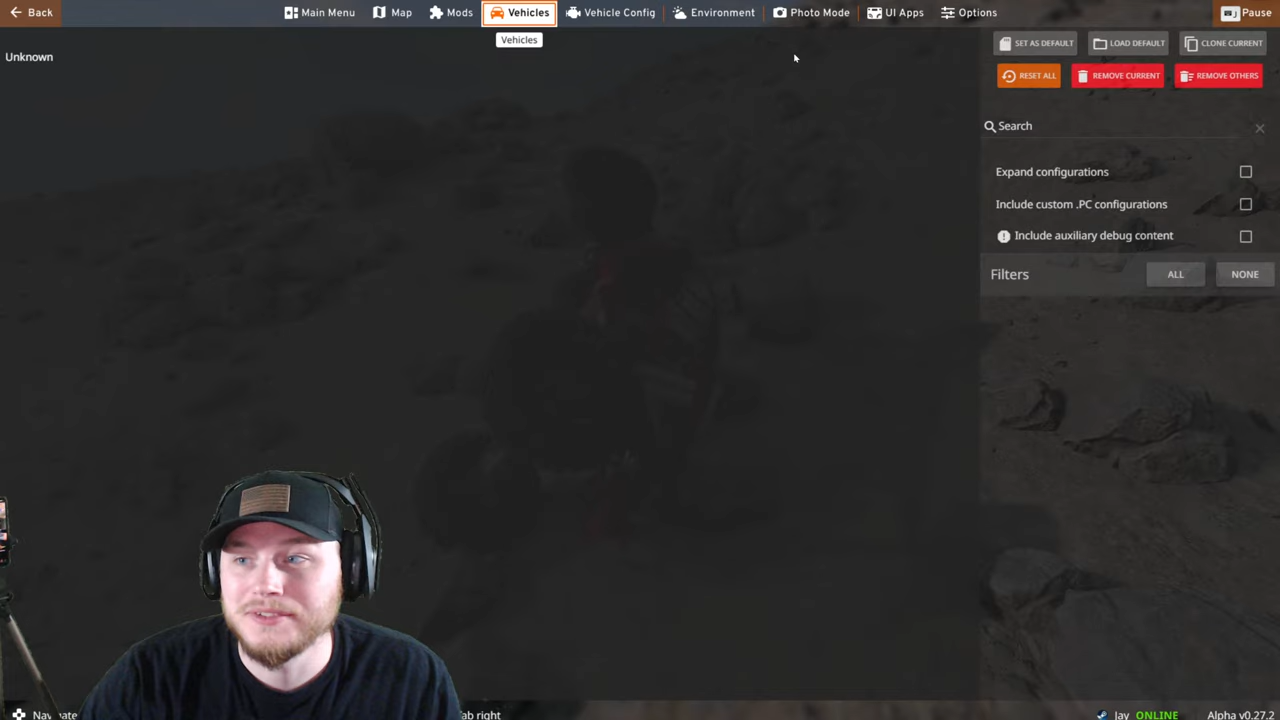 Back
Main Menu
Map
Mods
Vehicles
Vehicle Config
Environment
Photo Mode
UI Apps
Options
Pause
Vehicles
Unknown
SET AS DEFAULT
LOAD DEFAULT
CLONE CURRENT
RESET ALL
REMOVE CURRENT
REMOVE OTHERS
Search
Expand configurations
Include custom .PC configurations
Include auxiliary debug content
Filters
ALL
NONE
Tab right
Jay ONLINE
Alpha v0.27.2